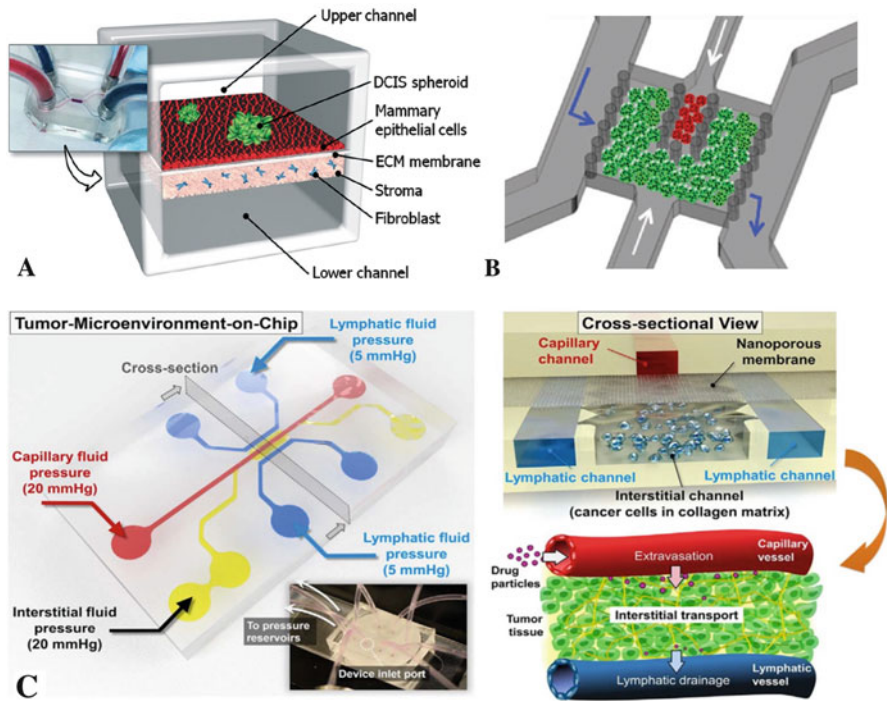 Upper channel
DCIS spheroid
Mammary
epithelial cells
ECM membrane
Stroma
Fibroblast
Lower channel
A
B
Tumor-Microenvironment-on-Chip
Lymphatic fluid
pressure
(5 mmHg)
Cross-section
Capillary fluid
pressure
(20 mmHg)
Lymphatic fluid
pressure
(5 mmHg)
Interstitial fluid
pressure
(20 mmHg)
To pressure
reservoirs
Device inlet port
C
Cross-sectional View
Capillary
channel
Nanoporous
membrane
Lymphatic channel
Lymphatic channel
Interstitial channel
(cancer cells in collagen matrix)
Drug
particles
Extravasation
Capillary
vessel
Tumor
tissue
Interstitial transport
Lymphatic drainage
Lymphatic
vessel